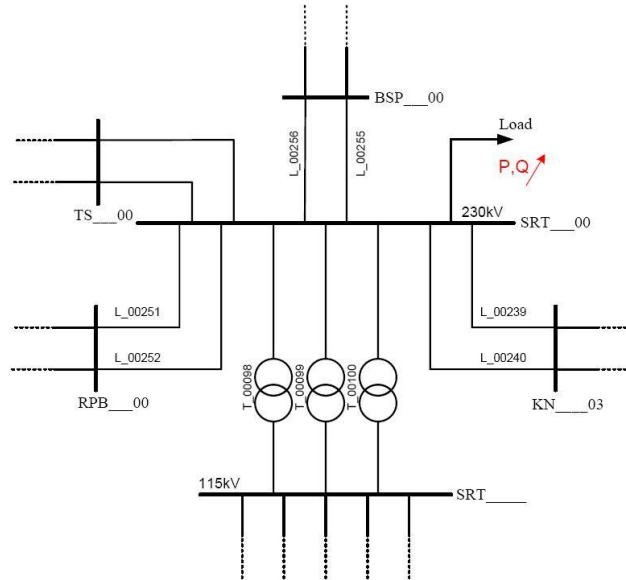 BSP___00
L_00256
L_00255
Load
P,Q
TS___00
230kV
SRT___00
L_00251
L_00239
L_00252
L_00240
RPB___00
KN____03
T_00098
T_00099
T_00100
115kV
SRT_____